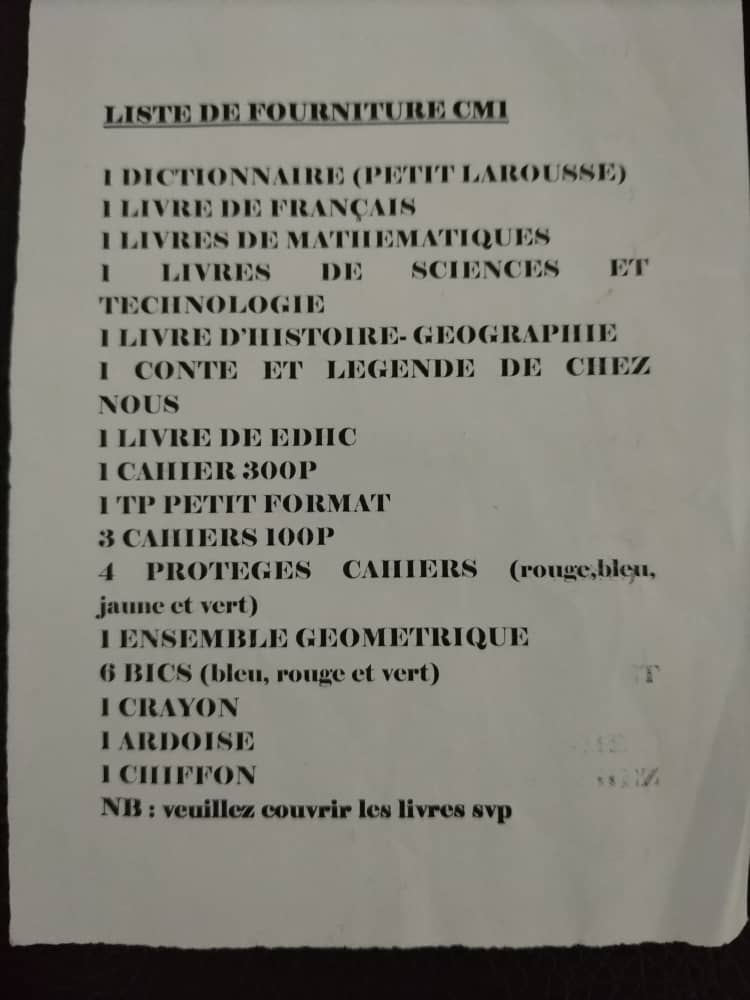 LISTE DE FOURNITURE CM1
1 DICTIONNAIRE (PETIT LAROUSSE)
1 LIVRE DE FRANÇAIS
1 LIVRES DE MATHEMATIQUES
1 LIVRES DE SCIENCES ET
TECHNOLOGIE
1 LIVRE D'HISTOIRE- GEOGRAPHIE
1 CONTE ET LEGENDE DE CHEZ
NOUS
1 LIVRE DE EDHC
1 CAHIER 300P
1 TP PETIT FORMAT
3 CAHIERS 100P
4 PROTEGES CAHIERS (rouge,bleu,
jaune et vert)
1 ENSEMBLE GEOMETRIQUE
6 BICS (bleu, rouge et vert)
1 CRAYON
1 ARDOISE
1 CHIFFON
NB : veuillez couvrir les livres svp